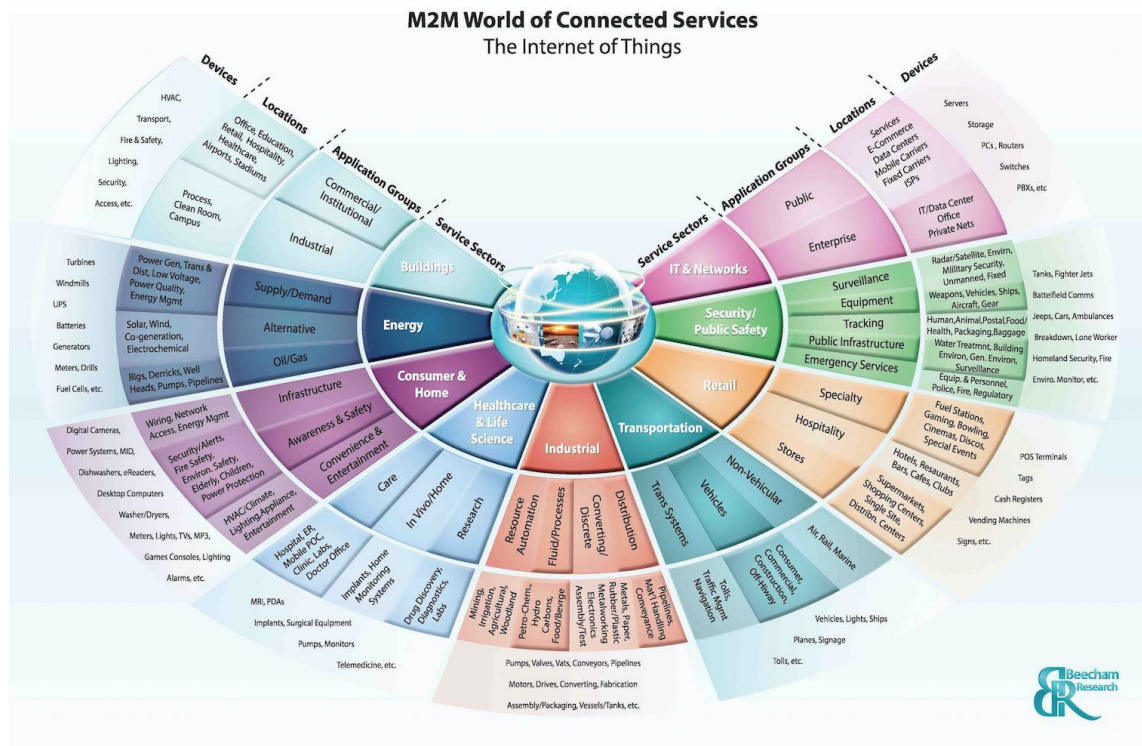 M2M World of Connected Services
The Internet of Things
Devices
Locations
Application Groups
Service Sectors
HVAC,
Transport,
Fire & Safety,
Lighting,
Security,
Access, etc.
Office, Education,
Retail, Hospitality,
Healthcare,
Airports, Stadiums
Process,
Clean Room,
Campus
Commercial/
Institutional
Industrial
Buildings
Turbines
Windmills
UPS
Batteries
Generators
Meters, Drills
Fuel Cells, etc.
Power Gen, Trans &
Dist, Low Voltage,
Power Quality,
Energy Mgmt
Solar, Wind,
Co-generation,
Electrochemical
Rigs, Derricks, Well
Heads, Pumps, Pipelines
Supply/Demand
Alternative
Oil/Gas
Energy
Digital Cameras,
Power Systems, MID,
Dishwashers, eReaders,
Desktop Computers
Washer/Dryers,
Meters, Lights, TVs, MP3,
Games Consoles, Lighting
Alarms, etc.
Wiring, Network
Access, Energy Mgmt
Security/Alerts,
Fire Safety,
Environ. Safety,
Elderly, Children,
Power Protection
HVAC/Climate,
Lighting,Appliance,
Entertainment
Infrastructure
Awareness & Safety
Convenience &
Entertainment
Consumer &
Home
MRI, PDAs
Implants, Surgical Equipment
Pumps, Monitors
Telemedicine, etc.
Hospital, ER,
Mobile POC,
Clinic, Labs,
Doctor Office
Implants, Home
Monitoring
Systems
Drug Discovery,
Diagnostics,
Labs
Care
In Vivo/Home
Research
Healthcare
& Life
Science
Industrial
Resource
Automation
Fluid/Processes
Converting/
Discrete
Distribution
Mining,
Irrigation,
Agricultural,
Woodland
Petro-Chem.,
Hydro
Carbons,
Food/Bevrge
Metals, Paper,
Rubber/Plastic
Metalworking
Electronics
Assembly/Test
Pipelines,
Mat'l Handling
Conveyance
Pumps, Valves, Vats, Conveyors, Pipelines
Motors, Drives, Converting, Fabrication
Assembly/Packaging, Vessels/Tanks, etc.
Transportation
Trans Systems
Vehicles
Non-Vehicular
Tolls,
Traffic Mgmt
Navigation
Consumer,
Commercial,
Construction,
Off-Hiway
Air, Rail, Marine
Vehicles, Lights, Ships
Planes, Signage
Tolls, etc.
Retail
Specialty
Hospitality
Stores
Fuel Stations,
Gaming, Bowling,
Cinemas, Discos,
Special Events
Hotels, Resaurants,
Bars, Cafes, Clubs
Supermarkets,
Shopping Centers,
Single Site,
Distribn. Centers
POS Terminals
Tags
Cash Registers
Vending Machines
Signs, etc.
Security/
Public Safety
Surveillance
Equipment
Tracking
Public Infrastructure
Emergency Services
Radar/Satellite, Envirn,
Millitary Security,
Unmanned, Fixed
Weapons, Vehicles, Ships,
Aircraft, Gear
Human,Animal,Postal,Food/
Health, Packaging,Baggage
Water Treatmnt, Building
Environ, Gen. Environ,
Surveillance
Equip. & Personnel,
Police, Fire, Regulatory
Tanks, Fighter Jets
Battelfield Comms
Jeeps, Cars, Ambulances
Breakdown, Lone Worker
Homeland Security, Fire
Enviro. Monitor, etc.
IT & Networks
Public
Enterprise
Services
E-Commerce
Data Centers
Mobile Carriers
Fixed Carriers
ISPs
IT/Data Center
Office
Private Nets
Servers
Storage
PCs , Routers
Switches
PBXs, etc
Service Sectors
Application Groups
Locations
Devices
Beecham
Research